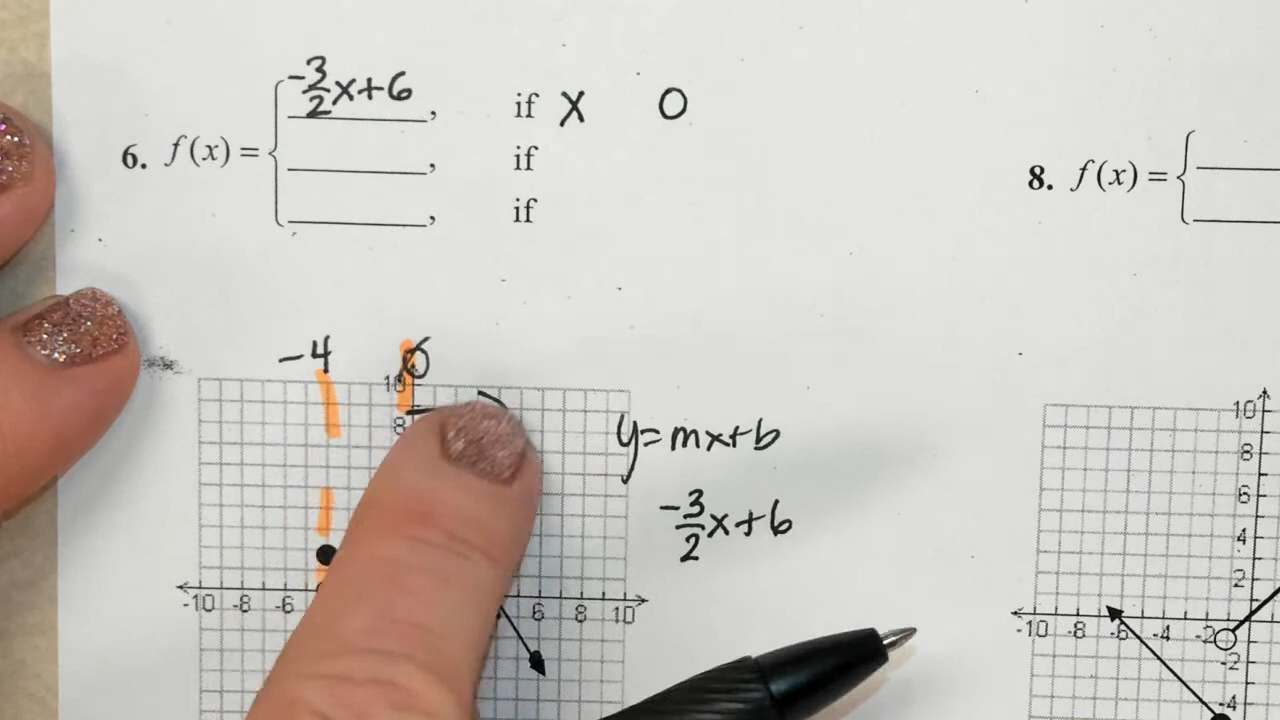 -3/2x+6, if x 0
6. f(x) = { , if
, if
8. f(x) = {
-4 0
10
8
y=mx+b
-3/2x+6
-10 -8 -6 6 8 10
10
8
6
4
2
-10 -8 -6 -4 -2
-2
-4